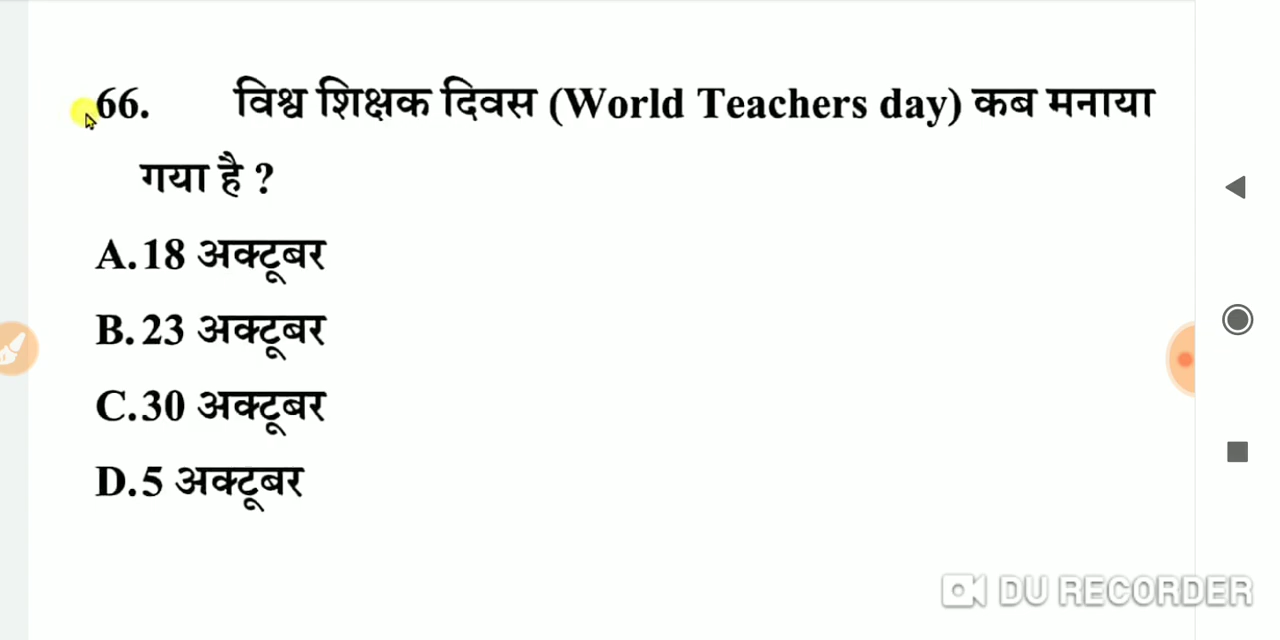 66. विश्व शिक्षक दिवस (World Teachers day) कब मनाया
गया है ?
A.18 अक्टूबर
B.23 अक्टूबर
C.30 अक्टूबर
D.5 अक्टूबर
DU RECORDER